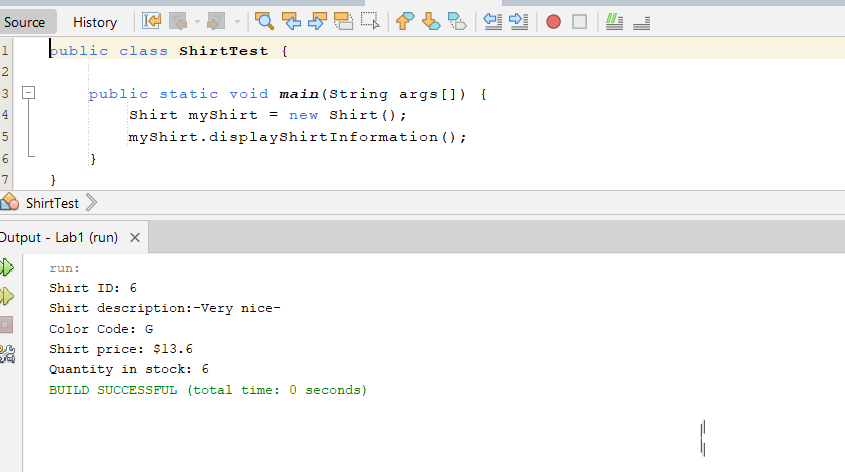 Source History
1 public class ShirtTest {
2
3 public static void main(String args[]) {
4 Shirt myShirt = new Shirt();
5 myShirt.displayShirtInformation();
6 }
7 }
ShirtTest
Output - Lab1 (run) ×
run:
Shirt ID: 6
Shirt description:-Very nice-
Color Code: G
Shirt price: $13.6
Quantity in stock: 6
BUILD SUCCESSFUL (total time: 0 seconds)